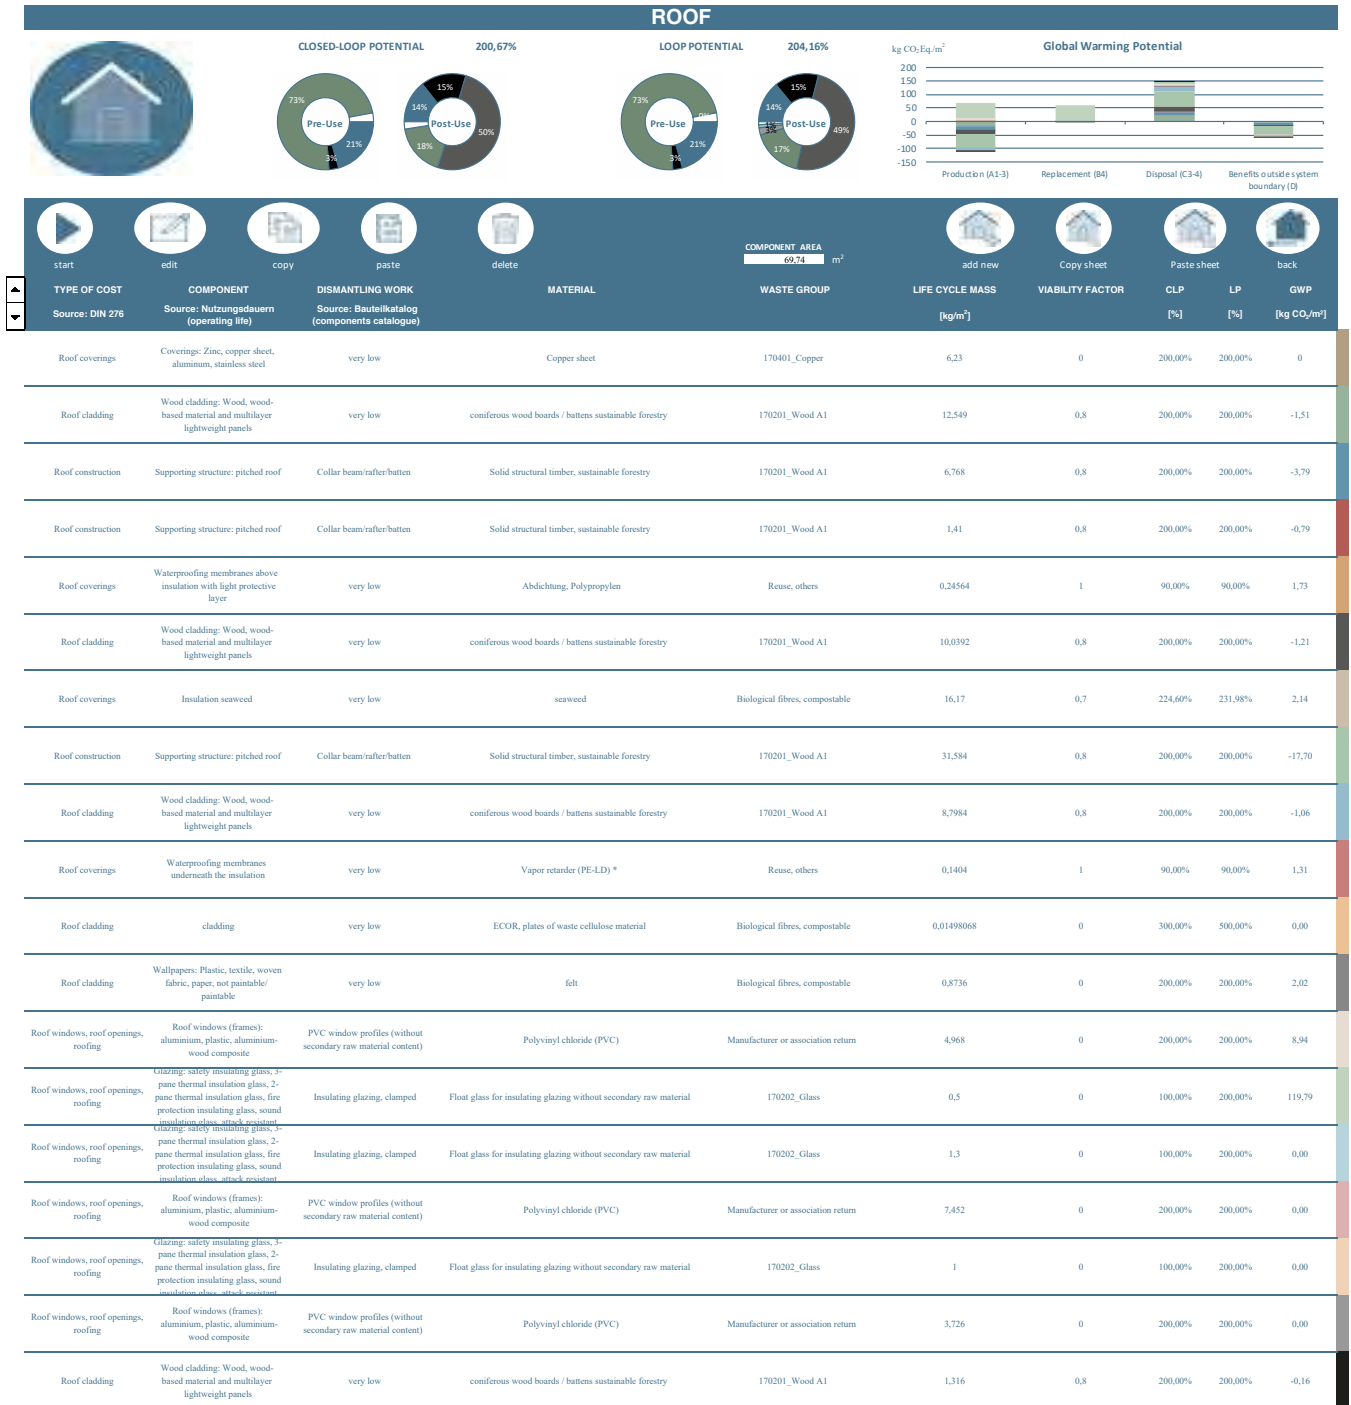 ROOF
CLOSED-LOOP POTENTIAL 200,67%
LOOP POTENTIAL 204,16%
kg CO2Eq./m2
Global Warming Potential
73%
21%
3%
Pre-Use
15%
14%
50%
18%
Post-Use
73%
21%
3%
Pre-Use
15%
14%
49%
17%
Post-Use
200
150
100
50
0
-50
-100
-150
Production (A1-3)
Replacement (B4)
Disposal (C3-4)
Benefits outside system
boundary (D)
start
edit
copy
paste
delete
COMPONENT AREA
69,74 m2
add new
Copy sheet
Paste sheet
back
TYPE OF COST COMPONENT DISMANTLING WORK MATERIAL WASTE GROUP LIFE CYCLE MASS VIABILITY FACTOR CLP LP GWP
Source: DIN 276 Source: Nutzungsdauern Source: Bauteilkatalog [kg/m2] [%] [%] [kg CO2/m²]
(operating life) (components catalogue)
Coverings: Zinc, copper sheet,
Roof coverings aluminum, stainless steel very low Copper sheet 170401_Copper 6,23 0 200,00% 200,00% 0
Wood cladding: Wood, wood-
Roof cladding based material and multilayer very low coniferous wood boards / battens sustainable forestry 170201_Wood A1 12,549 0,8 200,00% 200,00% -1,51
lightweight panels
Roof construction Supporting structure: pitched roof Collar beam/rafter/batten Solid structural timber, sustainable forestry 170201_Wood A1 6,768 0,8 200,00% 200,00% -3,79
Roof construction Supporting structure: pitched roof Collar beam/rafter/batten Solid structural timber, sustainable forestry 170201_Wood A1 1,41 0,8 200,00% 200,00% -0,79
Waterproofing membranes above
Roof coverings insulation with light protective very low Abdichtung, Polypropylen Reuse, others 0,24564 1 90,00% 90,00% 1,73
layer
Wood cladding: Wood, wood-
Roof cladding based material and multilayer very low coniferous wood boards / battens sustainable forestry 170201_Wood A1 10,0392 0,8 200,00% 200,00% -1,21
lightweight panels
Roof coverings Insulation seaweed very low seaweed Biological fibres, compostable 16,17 0,7 224,60% 231,98% 2,14
Roof construction Supporting structure: pitched roof Collar beam/rafter/batten Solid structural timber, sustainable forestry 170201_Wood A1 31,584 0,8 200,00% 200,00% -17,70
Wood cladding: Wood, wood-
Roof cladding based material and multilayer very low coniferous wood boards / battens sustainable forestry 170201_Wood A1 8,7984 0,8 200,00% 200,00% -1,06
lightweight panels
Waterproofing membranes
Roof coverings underneath the insulation very low Vapor retarder (PE-LD) * Reuse, others 0,1404 1 90,00% 90,00% 1,31
Roof cladding cladding very low ECOR, plates of waste cellulose material Biological fibres, compostable 0,01498068 0 300,00% 500,00% 0,00
Wallpapers: Plastic, textile, woven
Roof cladding fabric, paper, not paintable/ very low felt Biological fibres, compostable 0,8736 0 200,00% 200,00% 2,02
paintable
Roof windows, roof openings, Roof windows (frames): PVC window profiles (without
roofing aluminium, plastic, aluminium- secondary raw material content) Polyvinyl chloride (PVC) Manufacturer or association return 4,968 0 200,00% 200,00% 8,94
wood composite
Glazing: safety insulating glass, 3-
Roof windows, roof openings, pane thermal insulation glass, 2-
roofing pane thermal insulation glass, fire Insulating glazing, clamped Float glass for insulating glazing without secondary raw material 170202_Glass 0,5 0 100,00% 200,00% 119,79
protection insulating glass, sound
insulation glass, attack resistant
Glazing: safety insulating glass, 3-
Roof windows, roof openings, pane thermal insulation glass, 2-
roofing pane thermal insulation glass, fire Insulating glazing, clamped Float glass for insulating glazing without secondary raw material 170202_Glass 1,3 0 100,00% 200,00% 0,00
protection insulating glass, sound
insulation glass, attack resistant
Roof windows, roof openings, Roof windows (frames): PVC window profiles (without
roofing aluminium, plastic, aluminium- secondary raw material content) Polyvinyl chloride (PVC) Manufacturer or association return 7,452 0 200,00% 200,00% 0,00
wood composite
Glazing: safety insulating glass, 3-
Roof windows, roof openings, pane thermal insulation glass, 2-
roofing pane thermal insulation glass, fire Insulating glazing, clamped Float glass for insulating glazing without secondary raw material 170202_Glass 1 0 100,00% 200,00% 0,00
protection insulating glass, sound
insulation glass, attack resistant
Roof windows, roof openings, Roof windows (frames): PVC window profiles (without
roofing aluminium, plastic, aluminium- secondary raw material content) Polyvinyl chloride (PVC) Manufacturer or association return 3,726 0 200,00% 200,00% 0,00
wood composite
Wood cladding: Wood, wood-
Roof cladding based material and multilayer very low coniferous wood boards / battens sustainable forestry 170201_Wood A1 1,316 0,8 200,00% 200,00% -0,16
lightweight panels